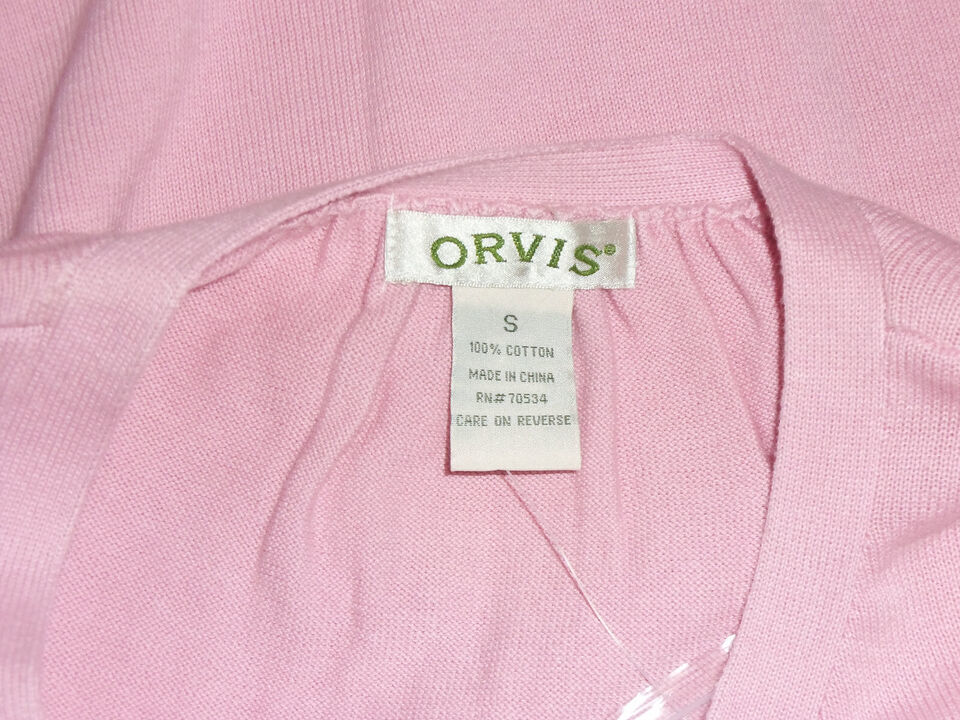 ORVIS®
S
100% COTTON
MADE IN CHINA
RN# 70534
CARE ON REVERSE